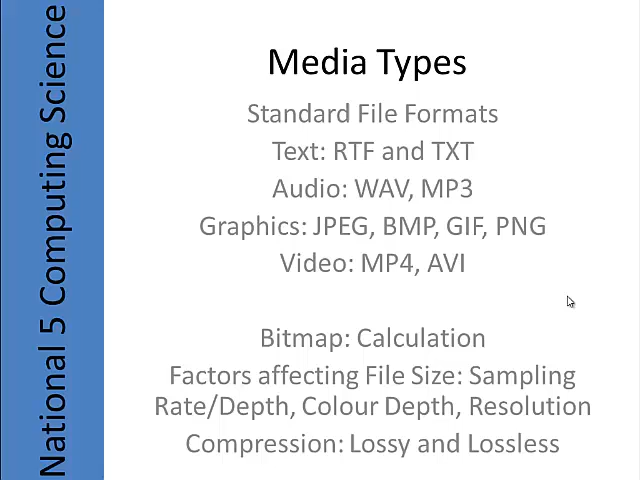 National 5 Computing Science
Media Types
Standard File Formats
Text: RTF and TXT
Audio: WAV, MP3
Graphics: JPEG, BMP, GIF, PNG
Video: MP4, AVI
Bitmap: Calculation
Factors affecting File Size: Sampling
Rate/Depth, Colour Depth, Resolution
Compression: Lossy and Lossless